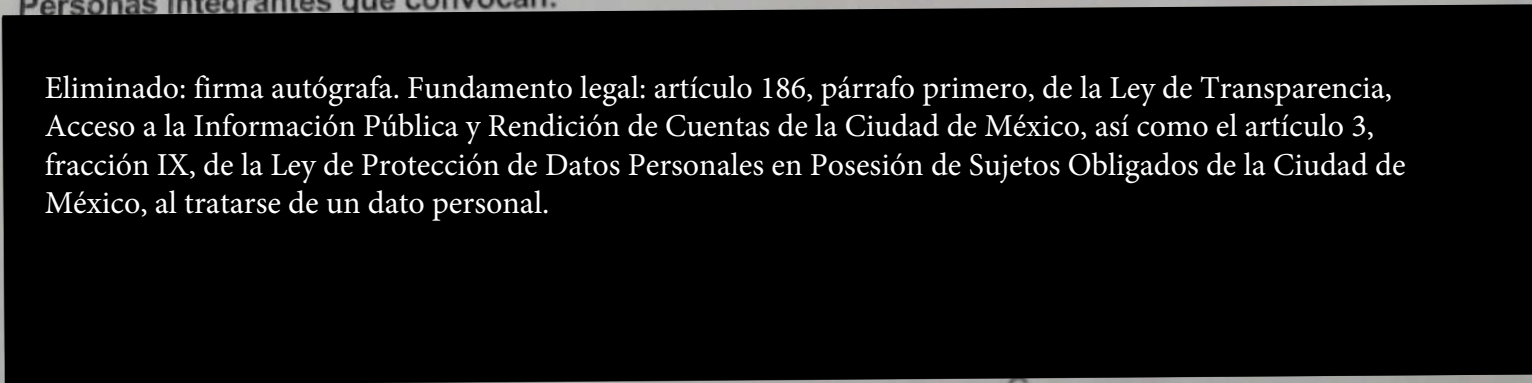 Personas integrantes que convocan:
Eliminado: firma autógrafa. Fundamento legal: artículo 186, párrafo primero, de la Ley de Transparencia,
Acceso a la Información Pública y Rendición de Cuentas de la Ciudad de México, así como el artículo 3,
fracción IX, de la Ley de Protección de Datos Personales en Posesión de Sujetos Obligados de la Ciudad de
México, al tratarse de un dato personal.